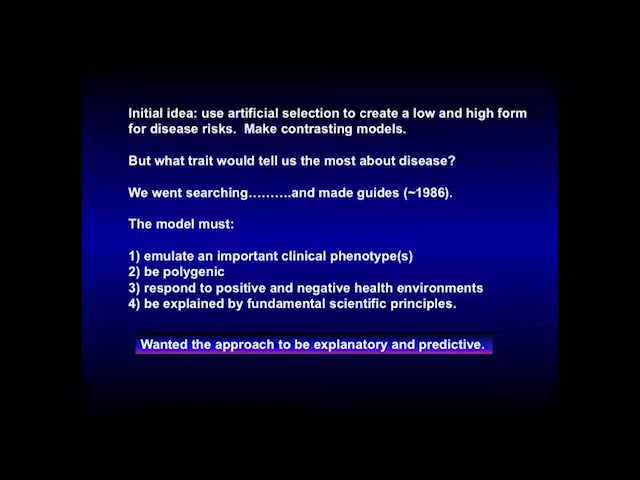 Initial idea: use artificial selection to create a low and high form
for disease risks.  Make contrasting models.
But what trait would tell us the most about disease?
We went searching……….and made guides (~1986).
The model must:
1) emulate an important clinical phenotype(s)
2) be polygenic
3) respond to positive and negative health environments
4) be explained by fundamental scientific principles.
Wanted the approach to be explanatory and predictive.